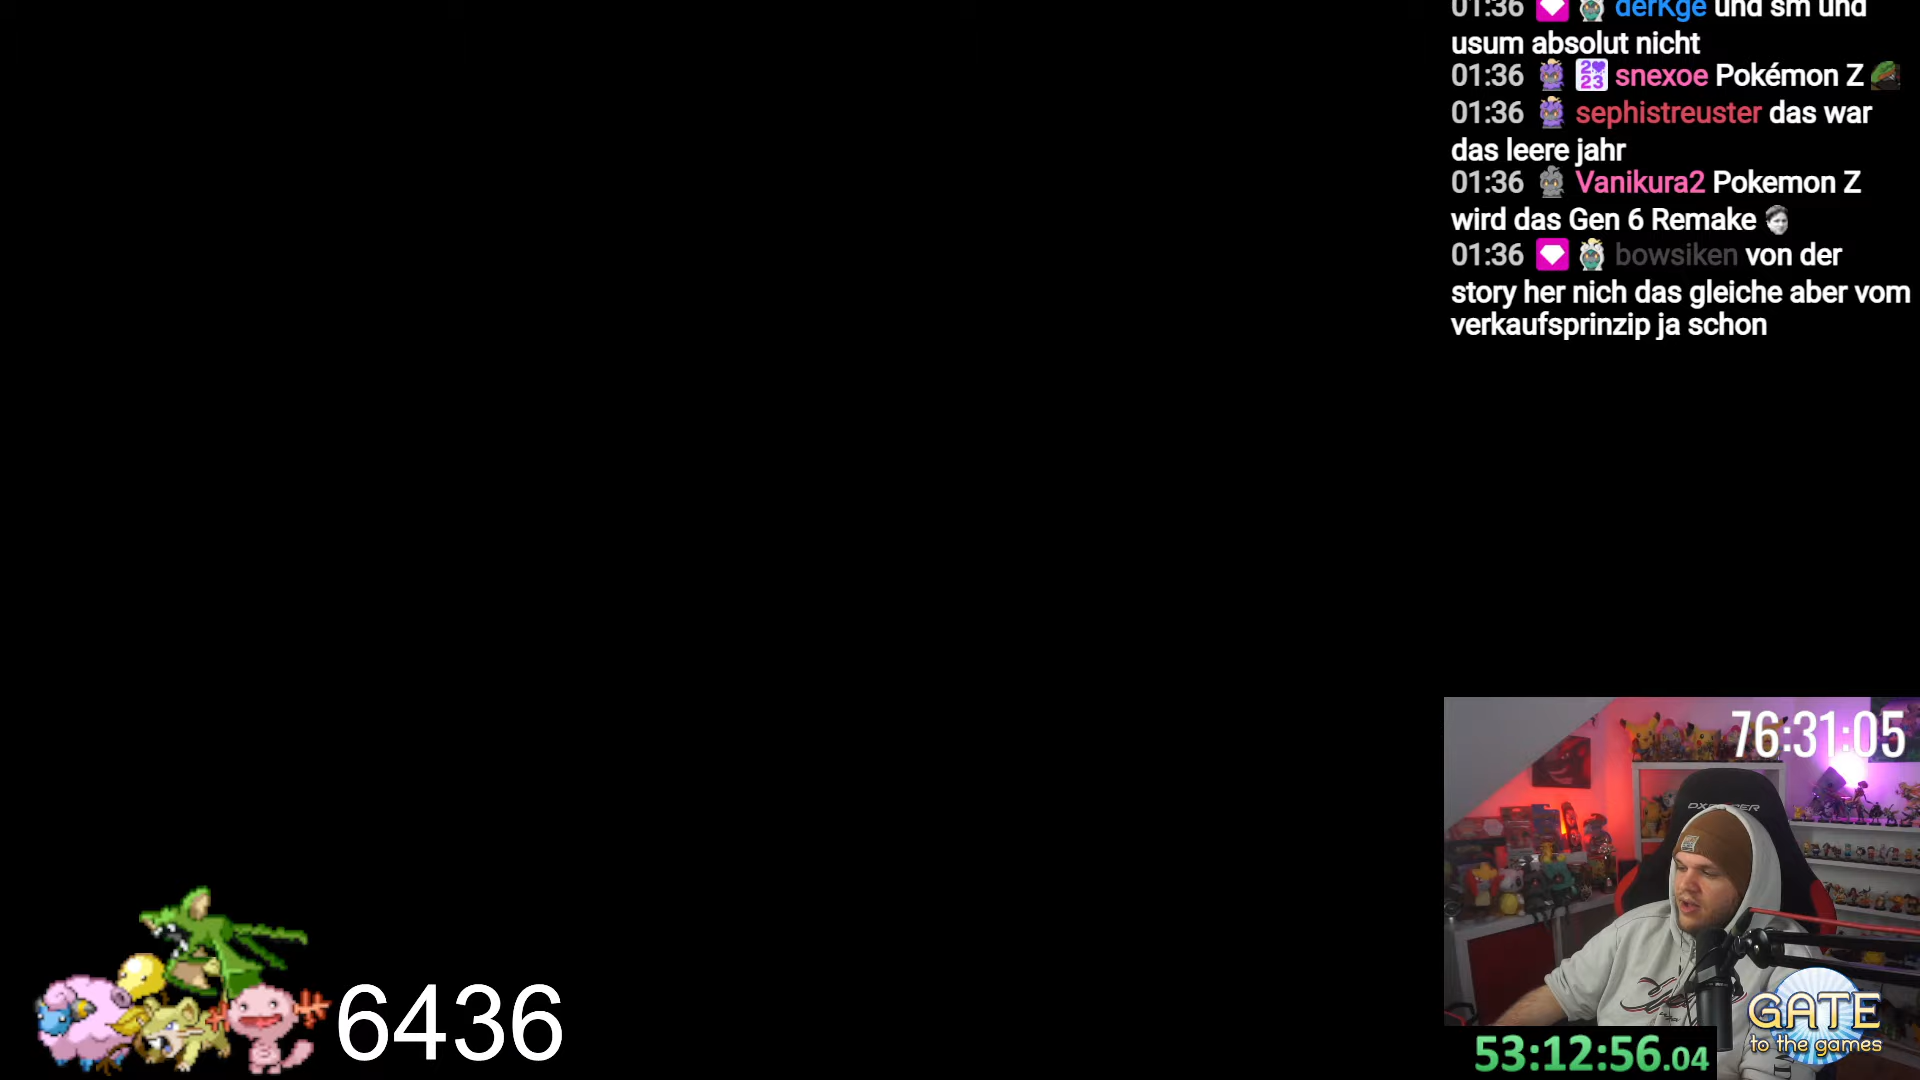 01:36 derKge und sm und
usum absolut nicht
01:36 snexoe Pokémon Z
01:36 sephistreuster das war
das leere jahr
01:36 Vanikura2 Pokemon Z
wird das Gen 6 Remake
01:36 bowsiken von der
story her nich das gleiche aber vom
verkaufsprinzip ja schon
76:31:05
6436
GATE
to the games
53:12:56.04